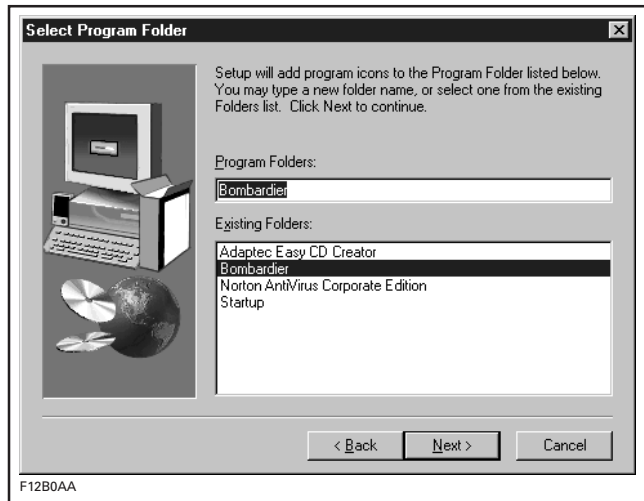 Select Program Folder
Setup will add program icons to the Program Folder listed below.
You may type a new folder name, or select one from the existing
Folders list. Click Next to continue.
Program Folders:
Bombardier
Existing Folders:
Adaptec Easy CD Creator
Bombardier
Norton AntiVirus Corporate Edition
Startup
< Back
Next >
Cancel
F12B0AA